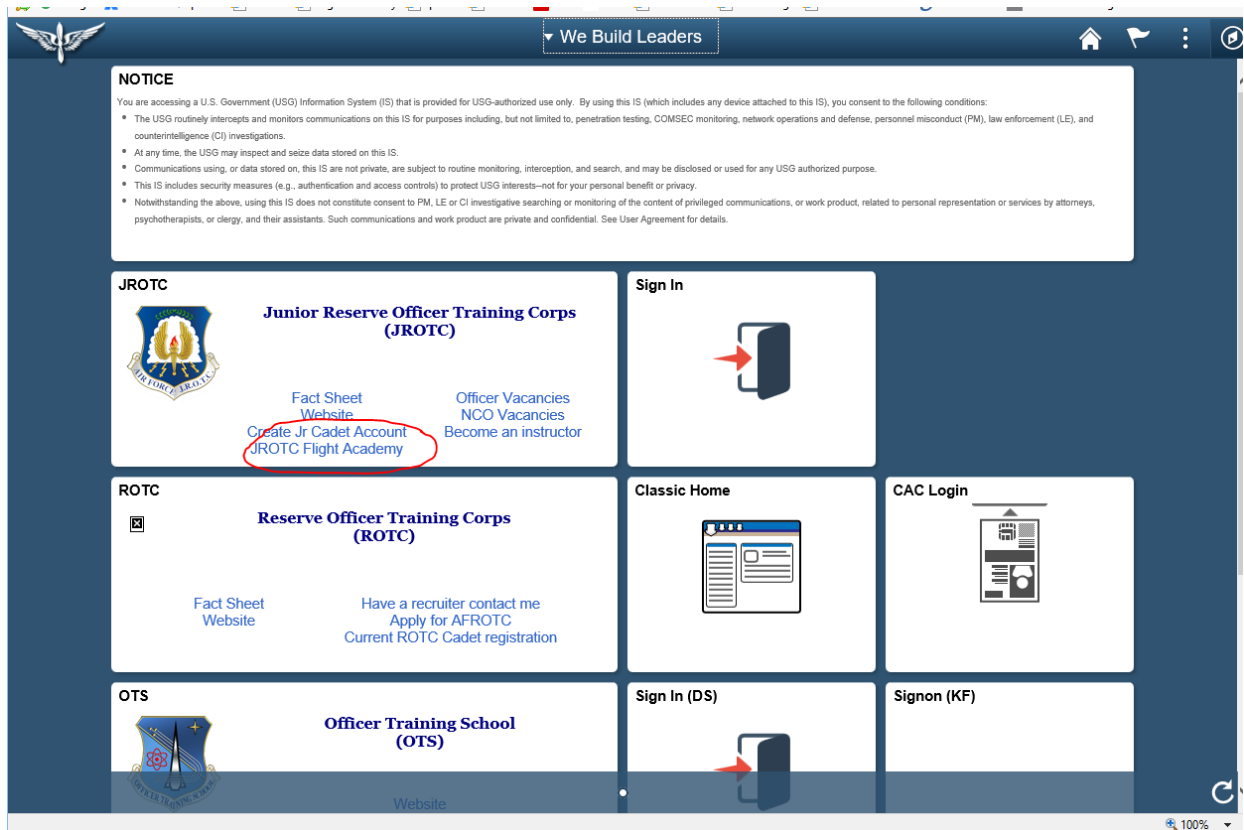 ▾ We Build Leaders
NOTICE
You are accessing a U.S. Government (USG) Information System (IS) that is provided for USG-authorized use only. By using this IS (which includes any device attached to this IS), you consent to the following conditions:
• The USG routinely intercepts and monitors communications on this IS for purposes including, but not limited to, penetration testing, COMSEC monitoring, network operations and defense, personnel misconduct (PM), law enforcement (LE), and
counterintelligence (CI) investigations.
• At any time, the USG may inspect and seize data stored on this IS.
• Communications using, or data stored on, this IS are not private, are subject to routine monitoring, interception, and search, and may be disclosed or used for any USG authorized purpose.
• This IS includes security measures (e.g., authentication and access controls) to protect USG interests--not for your personal benefit or privacy.
• Notwithstanding the above, using this IS does not constitute consent to PM, LE or CI investigative searching or monitoring of the content of privileged communications, or work product, related to personal representation or services by attorneys,
psychotherapists, or clergy, and their assistants. Such communications and work product are private and confidential. See User Agreement for details.
JROTC
Junior Reserve Officer Training Corps
(JROTC)
AIR FORCE J.R.O.T.C.
Fact Sheet
Website
Create Jr Cadet Account
JROTC Flight Academy
Officer Vacancies
NCO Vacancies
Become an instructor
Sign In
ROTC
Reserve Officer Training Corps
(ROTC)
Fact Sheet
Website
Have a recruiter contact me
Apply for AFROTC
Current ROTC Cadet registration
Classic Home
CAC Login
OTS
Officer Training School
(OTS)
OFFICER TRAINING SCHOOL
Website
Sign In (DS)
Signon (KF)
100%